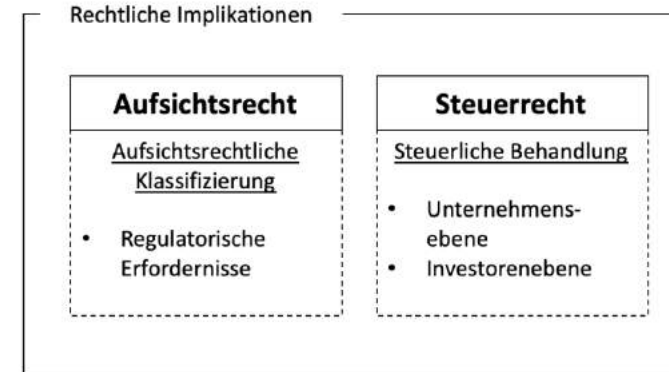 Rechtliche Implikationen
Aufsichtsrecht
Aufsichtsrechtliche
Klassifizierung
• Regulatorische
Erfordernisse
Steuerrecht
Steuerliche Behandlung
• Unternehmens-
ebene
• Investorenebene